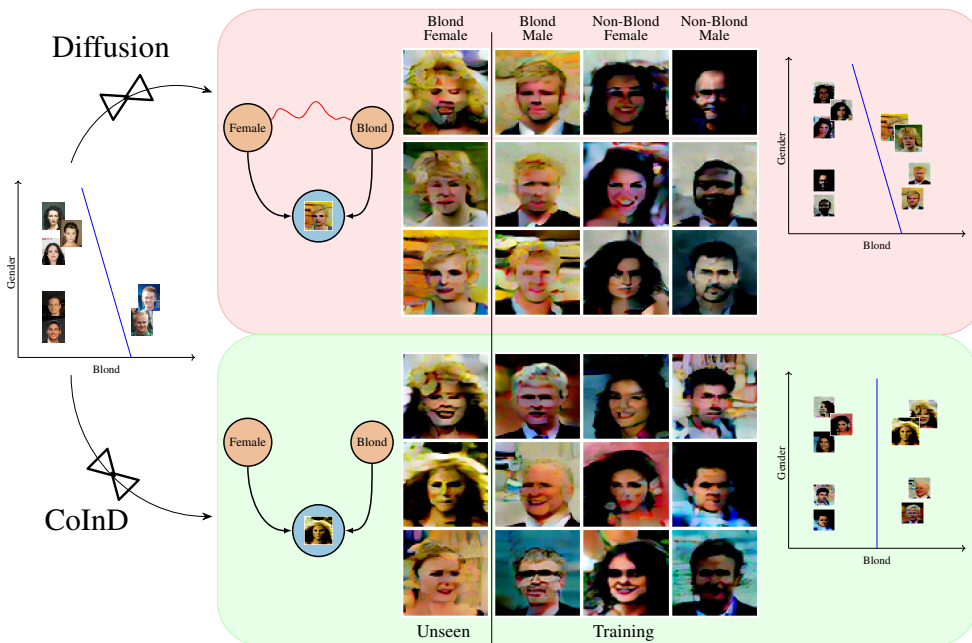 Diffusion
Blond
Female
Blond
Male
Non-Blond
Female
Non-Blond
Male
Female
Blond
Gender
Blond
Gender
Blond
CoInD
Female
Blond
Gender
Blond
Unseen
Training